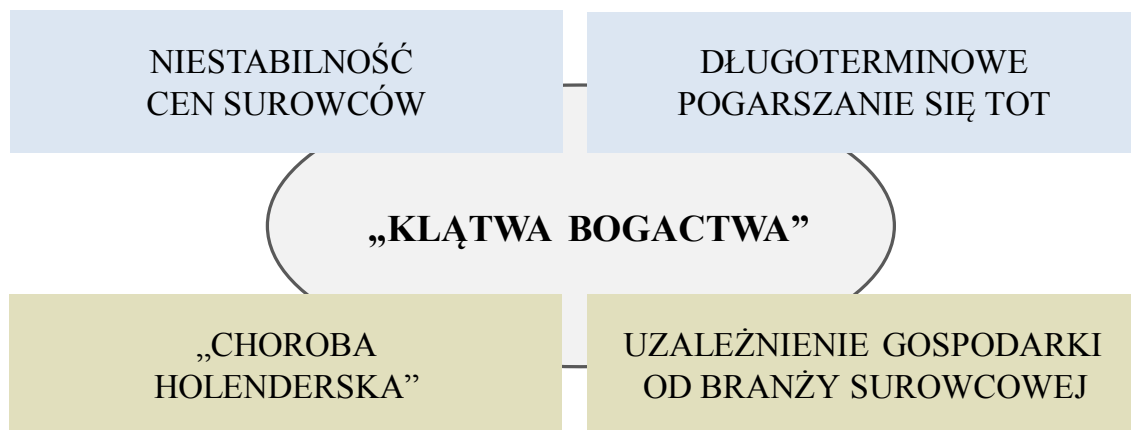 NIESTABILNOŚĆ
CEN SUROWCÓW
DŁUGOTERMINOWE
POGARSZANIE SIĘ TOT
„KLĄTWA BOGACTWA”
„CHOROBA
HOLENDERSKA”
UZALEŻNIENIE GOSPODARKI
OD BRANŻY SUROWCOWEJ